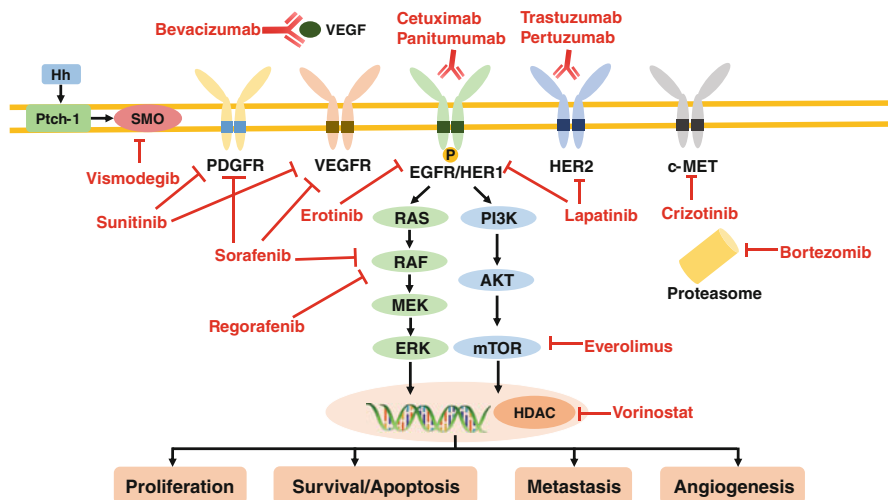 Bevacizumab
VEGF
Cetuximab
Panitumumab
Trastuzumab
Pertuzumab
Hh
Ptch-1
SMO
P
PDGFR
VEGFR
EGFR/HER1
HER2
c-MET
Vismodegib
Sunitinib
Erotinib
RAS
PI3K
Lapatinib
Crizotinib
Sorafenib
RAF
AKT
Bortezomib
Proteasome
Regorafenib
MEK
ERK
mTOR
Everolimus
HDAC
Vorinostat
Proliferation
Survival/Apoptosis
Metastasis
Angiogenesis